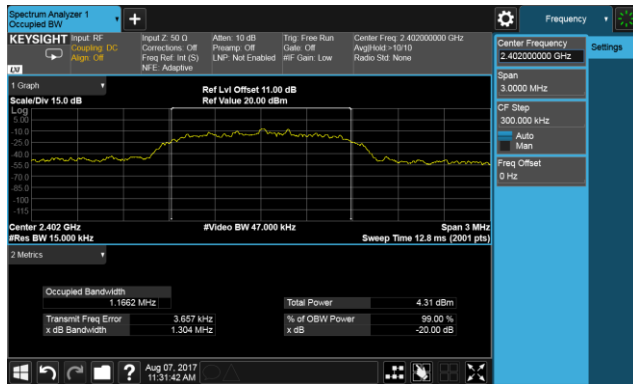 Spectrum Analyzer 1
Occupied BW
Frequency
KEYSIGHT
Input: RF
Coupling: DC
Align: Off
Input Z: 50 Ω
Corrections: Off
Freq Ref: Int (S)
NFE: Adaptive
Atten: 10 dB
Preamp: Off
LNP: Not Enabled
Trig: Free Run
Gate: Off
#IF Gain: Low
Center Freq: 2.402000000 GHz
Avg|Hold:>10/10
Radio Std: None
LXI
1 Graph
Scale/Div 15.0 dB
Ref Lvl Offset 11.00 dB
Ref Value 20.00 dBm
Log
5.00
-10.0
-25.0
-40.0
-55.0
-70.0
-85.0
-100
-115
Center 2.402 GHz
#Res BW 15.000 kHz
#Video BW 47.000 kHz
Span 3 MHz
Sweep Time 12.8 ms (2001 pts)
2 Metrics
Occupied Bandwidth
1.1662 MHz
Total Power 4.31 dBm
Transmit Freq Error 3.657 kHz
% of OBW Power 99.00 %
x dB Bandwidth 1.304 MHz
x dB -20.00 dB
Center Frequency
2.402000000 GHz
Settings
Span
3.0000 MHz
CF Step
300.000 kHz
Auto
Man
Freq Offset
0 Hz
?
Aug 07, 2017
11:31:42 AM